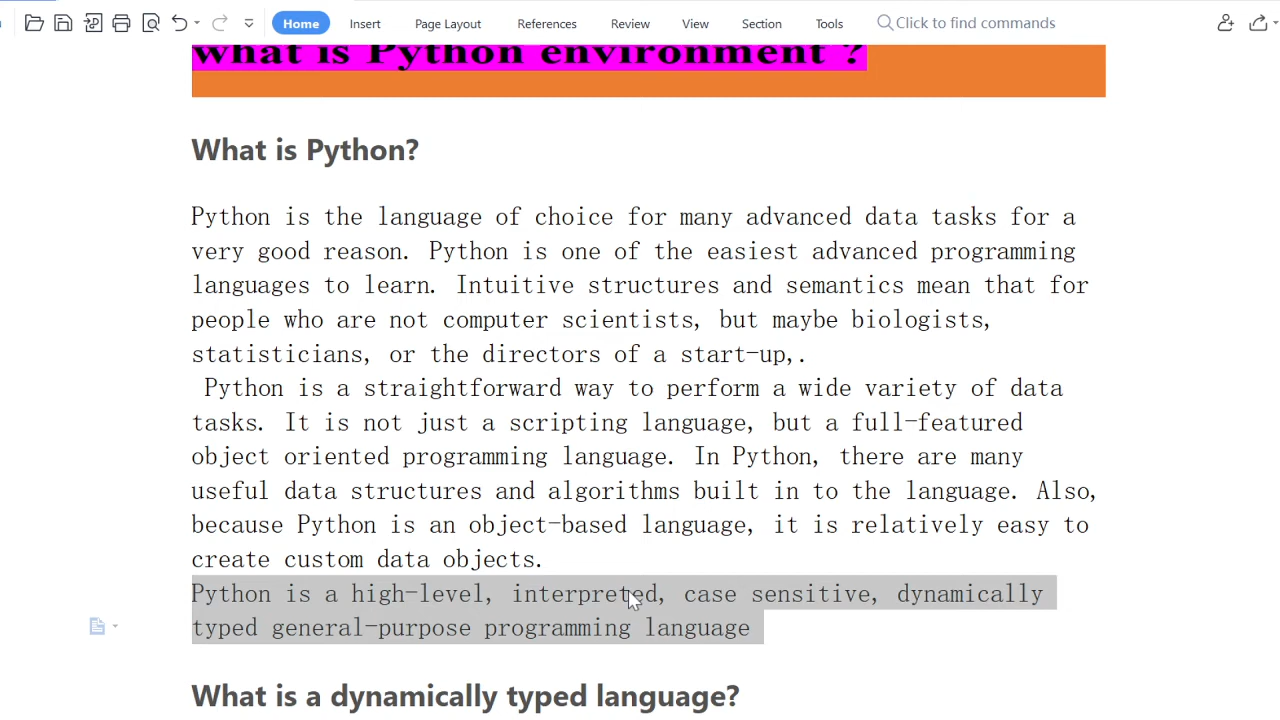 Home Insert Page Layout References Review View Section Tools Click to find commands
what is Python environment ?
What is Python?
Python is the language of choice for many advanced data tasks for a
very good reason. Python is one of the easiest advanced programming
languages to learn. Intuitive structures and semantics mean that for
people who are not computer scientists, but maybe biologists,
statisticians, or the directors of a start-up,.
Python is a straightforward way to perform a wide variety of data
tasks. It is not just a scripting language, but a full-featured
object oriented programming language. In Python, there are many
useful data structures and algorithms built in to the language. Also,
because Python is an object-based language, it is relatively easy to
create custom data objects.
Python is a high-level, interpreted, case sensitive, dynamically
typed general-purpose programming language
What is a dynamically typed language?